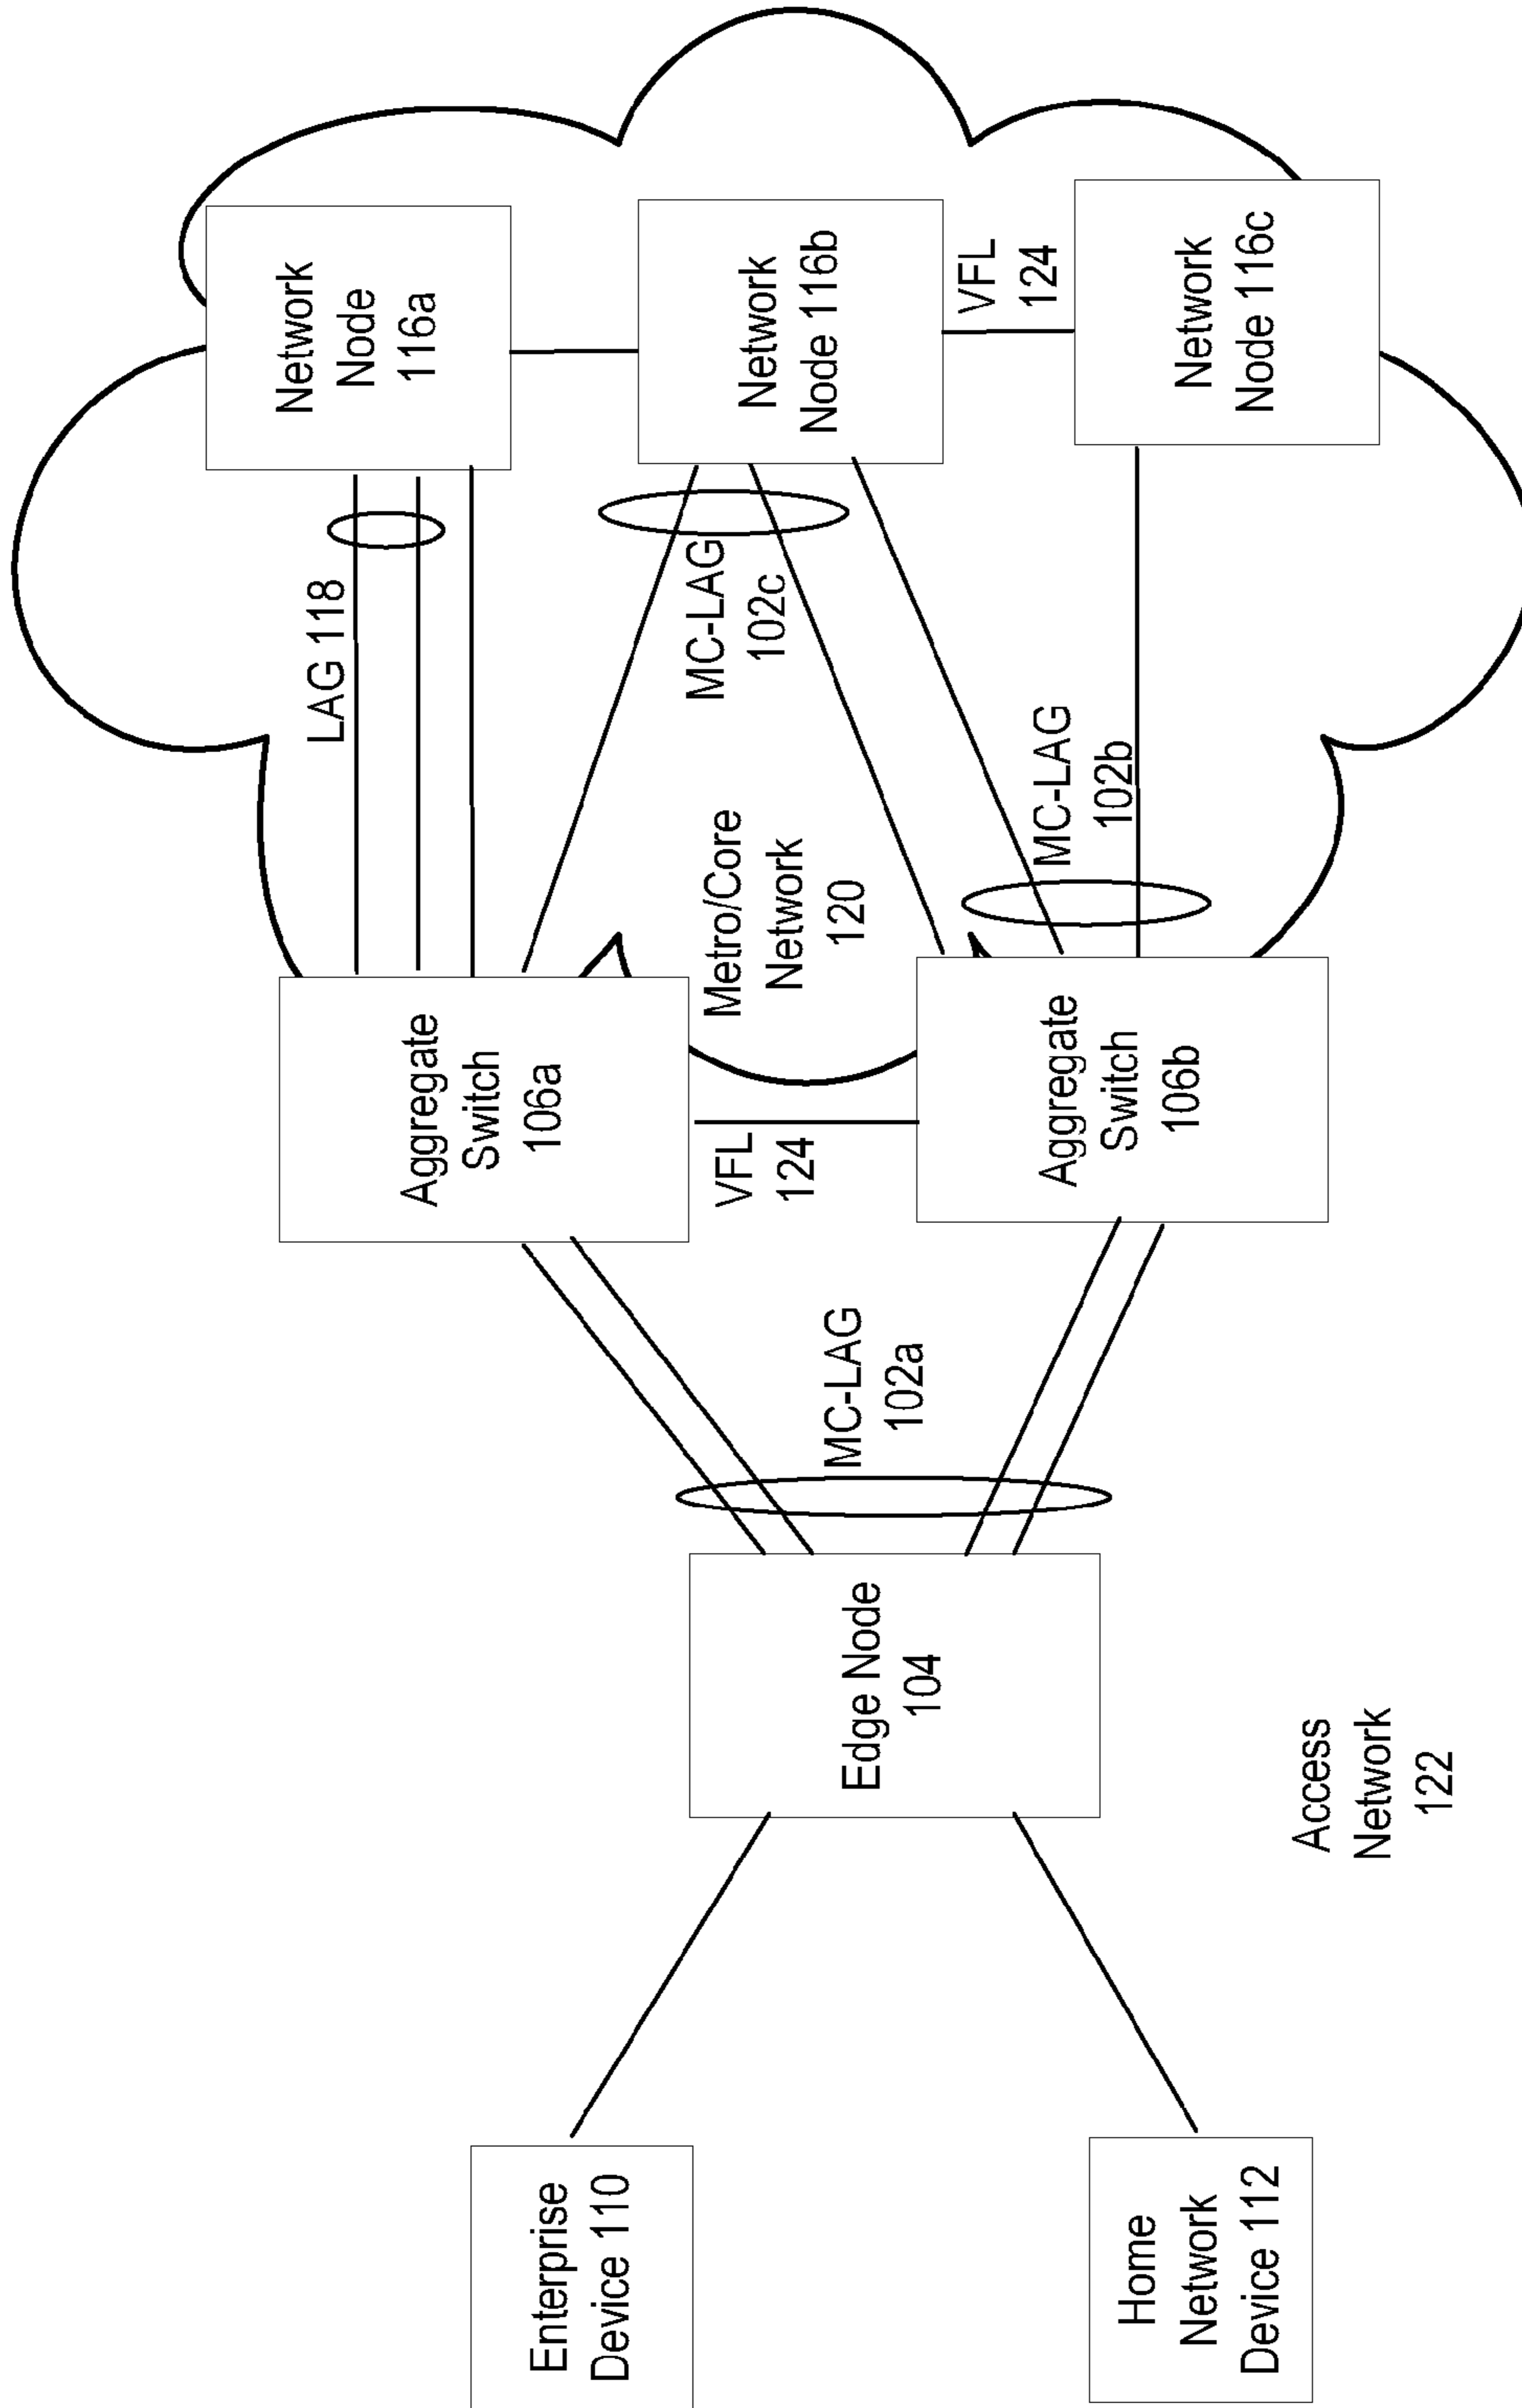 Enterprise
Device 110
Home
Network
Device 112
Edge Node
104
Access
Network
122
MC-LAG
102a
Aggregate
Switch
106a
VFL
124
Aggregate
Switch
106b
Metro/Core
Network
120
LAG 118
MC-LAG
102c
MC-LAG
102b
Network
Node
116a
Network
Node 116b
VFL
124
Network
Node 116c